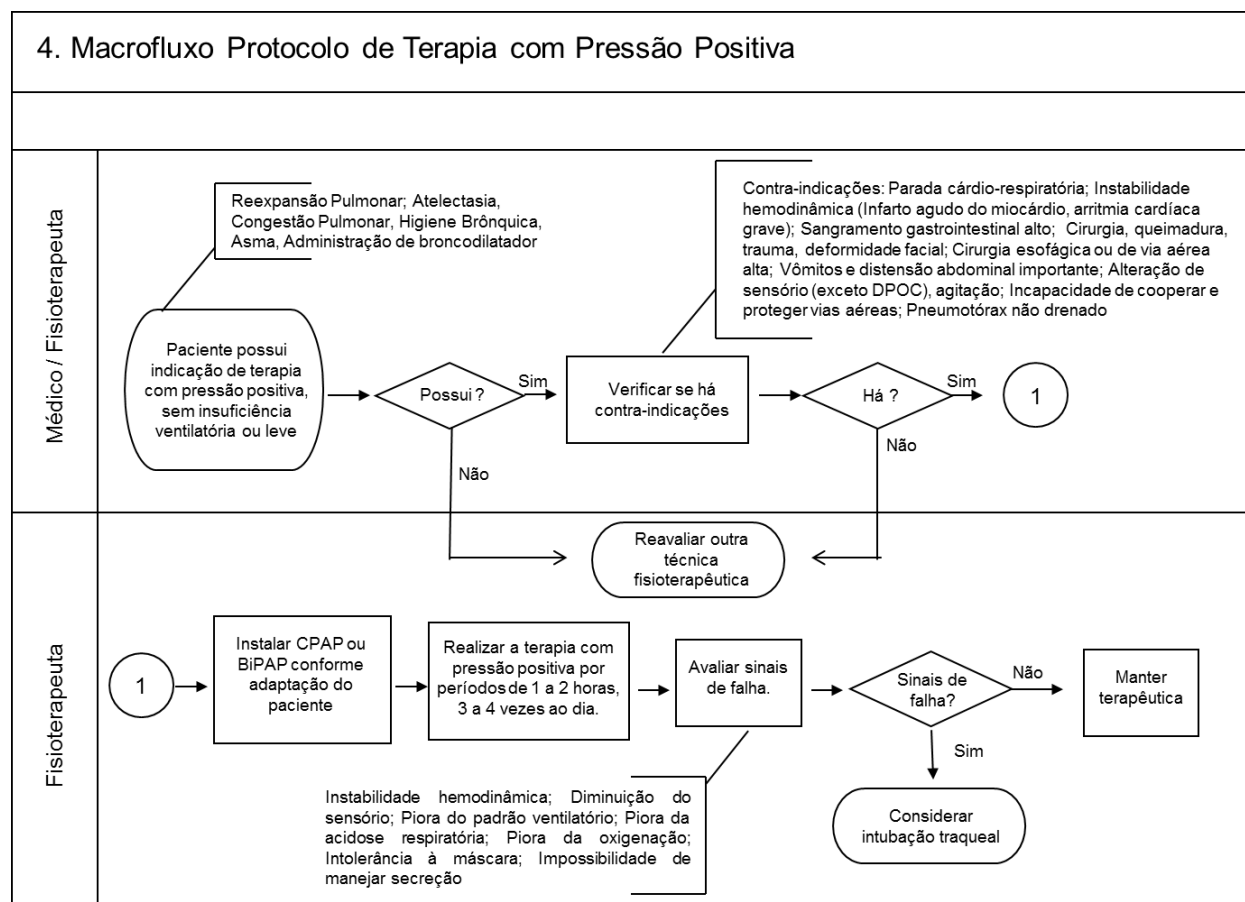 4. Macrofluxo Protocolo de Terapia com Pressão Positiva
Médico / Fisioterapeuta
Reexpansão Pulmonar; Atelectasia,
Congestão Pulmonar, Higiene Brônquica,
Asma, Administração de broncodilatador
Contra-indicações: Parada cárdio-respiratória; Instabilidade
hemodinâmica (Infarto agudo do miocárdio, arritmia cardíaca
grave); Sangramento gastrointestinal alto; Cirurgia, queimadura,
trauma, deformidade facial; Cirurgia esofágica ou de via aérea
alta; Vômitos e distensão abdominal importante; Alteração de
sensório (exceto DPOC), agitação; Incapacidade de cooperar e
proteger vias aéreas; Pneumotórax não drenado
Paciente possui
indicação de terapia
com pressão positiva,
sem insuficiência
ventilatória ou leve
Possui ?
Sim
Não
Verificar se há
contra-indicações
Há ?
Sim
Não
1
Reavaliar outra
técnica
fisioterapêutica
Fisioterapeuta
1
Instalar CPAP ou
BiPAP conforme
adaptação do
paciente
Realizar a terapia com
pressão positiva por
períodos de 1 a 2 horas,
3 a 4 vezes ao dia.
Avaliar sinais
de falha.
Sinais de
falha?
Não
Sim
Manter
terapêutica
Considerar
intubação traqueal
Instabilidade hemodinâmica; Diminuição do
sensório; Piora do padrão ventilatório; Piora da
acidose respiratória; Piora da oxigenação;
Intolerância à máscara; Impossibilidade de
manejar secreção